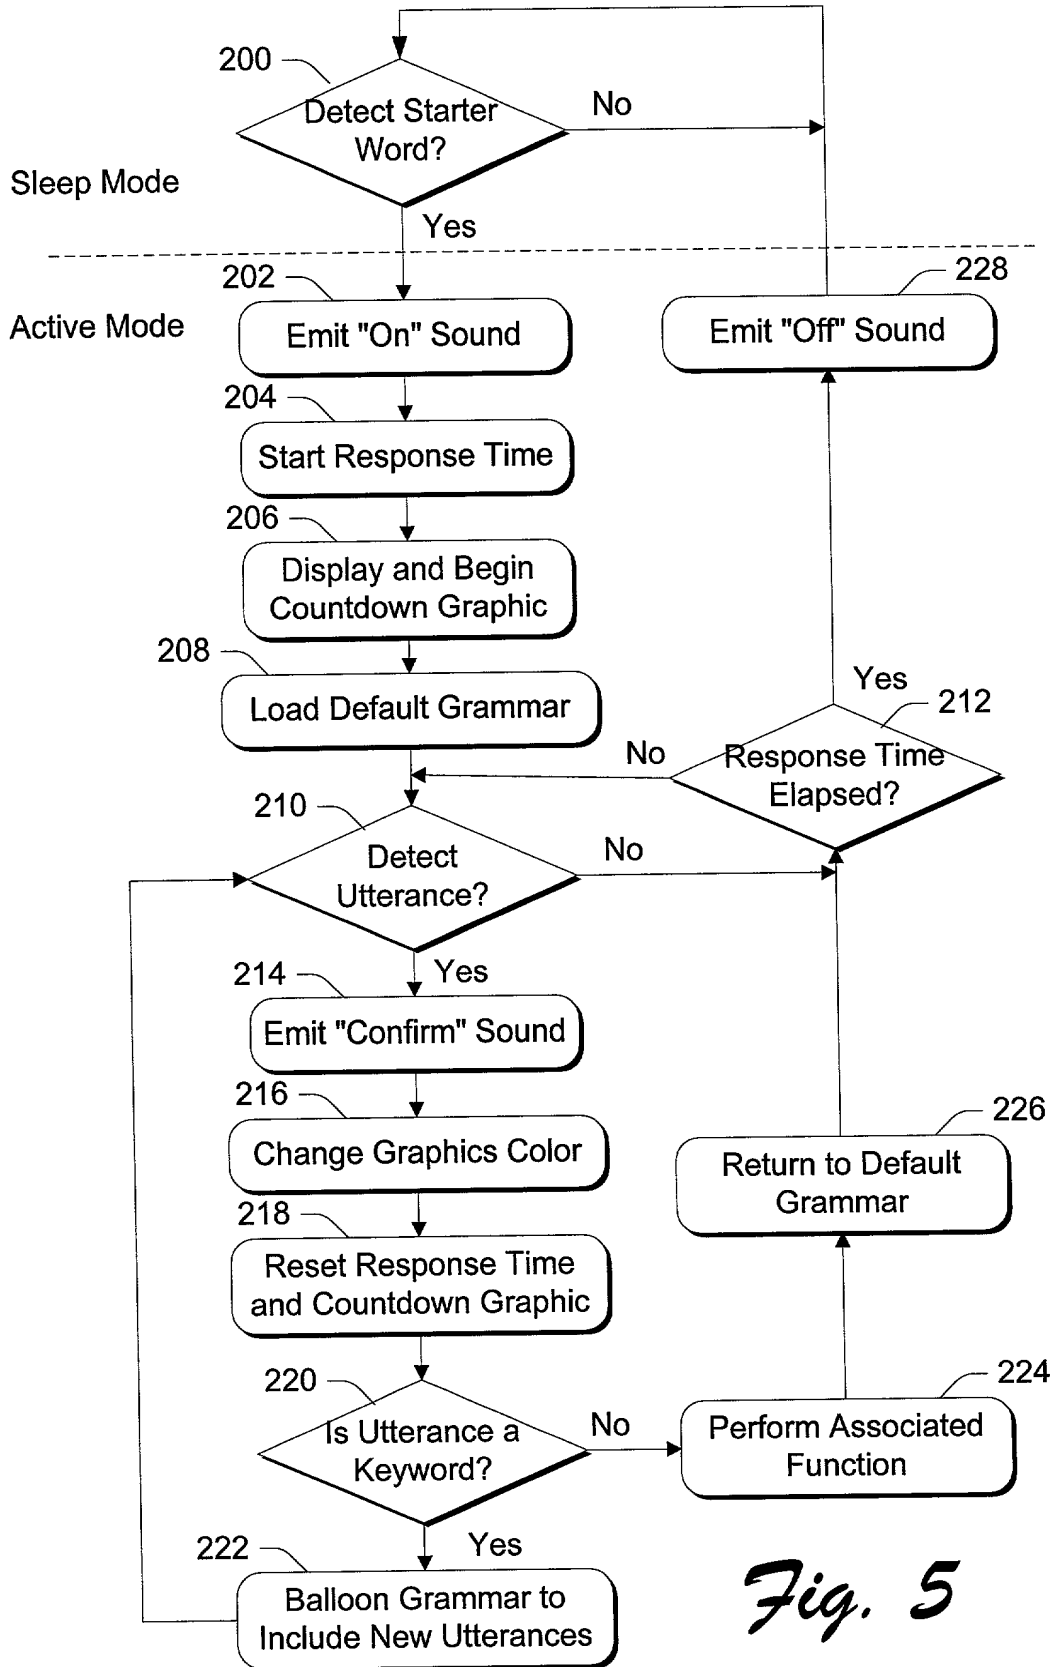 200
Detect Starter
Word?
No
Sleep Mode
Yes
202
228
Active Mode
Emit "On" Sound
Emit "Off" Sound
204
Start Response Time
206
Display and Begin
Countdown Graphic
208
Load Default Grammar
Yes
212
No
Response Time
Elapsed?
210
Detect
Utterance?
No
Yes
214
Emit "Confirm" Sound
216
Change Graphics Color
226
Return to Default
Grammar
218
Reset Response Time
and Countdown Graphic
220
Is Utterance a
Keyword?
No
224
Perform Associated
Function
Yes
222
Balloon Grammar to
Include New Utterances
Fig. 5